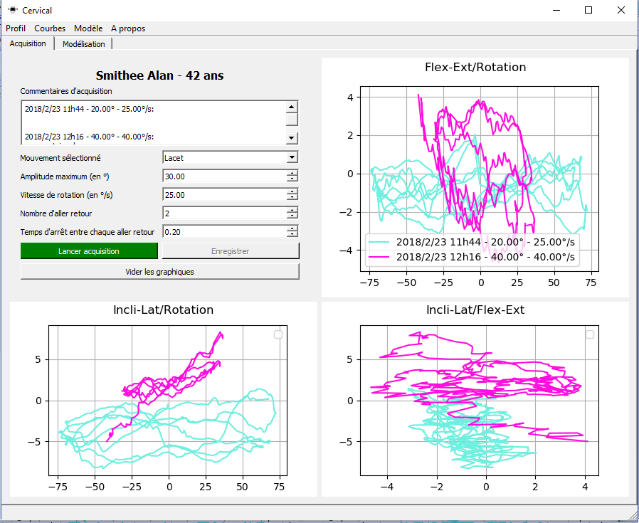 Cervical
Profil Courbes Modèle A propos
Acquisition Modélisation
Smithee Alan - 42 ans
Commentaires d'acquisition
2018/2/23 11h44 - 20.00° - 25.00°/s:
2018/2/23 12h16 - 40.00° - 40.00°/s:
Mouvement sélectionné Lacet
Amplitude maximum (en °) 30.00
Vitesse de rotation (en °/s) 25.00
Nombre d'aller retour 2
Temps d'arrêt entre chaque aller retour 0.20
Lancer acquisition Enregistrer
Vider les graphiques
Flex-Ext/Rotation
4
2
0
−2
−4
2018/2/23 11h44 - 20.00° - 25.00°/s
2018/2/23 12h16 - 40.00° - 40.00°/s
−75 −50 −25 0 25 50 75
Incli-Lat/Rotation
5
0
−5
−75 −50 −25 0 25 50 75
Incli-Lat/Flex-Ext
5
0
−5
−4 −2 0 2 4